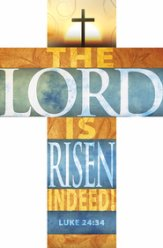 THE
LORD
IS
RISEN
INDEED!
LUKE 24:34